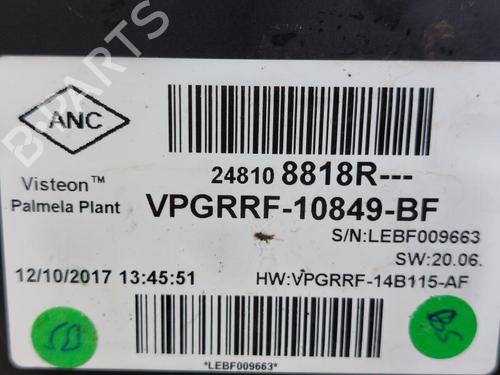 B-PARTS
ANC
24810 8818R---
Visteon™
Palmela Plant
VPGRRF-10849-BF
S/N:LEBF009663
SW:20.06.
12/10/2017 13:45:51
HW:VPGRRF-14B115-AF
*LEBF009663*